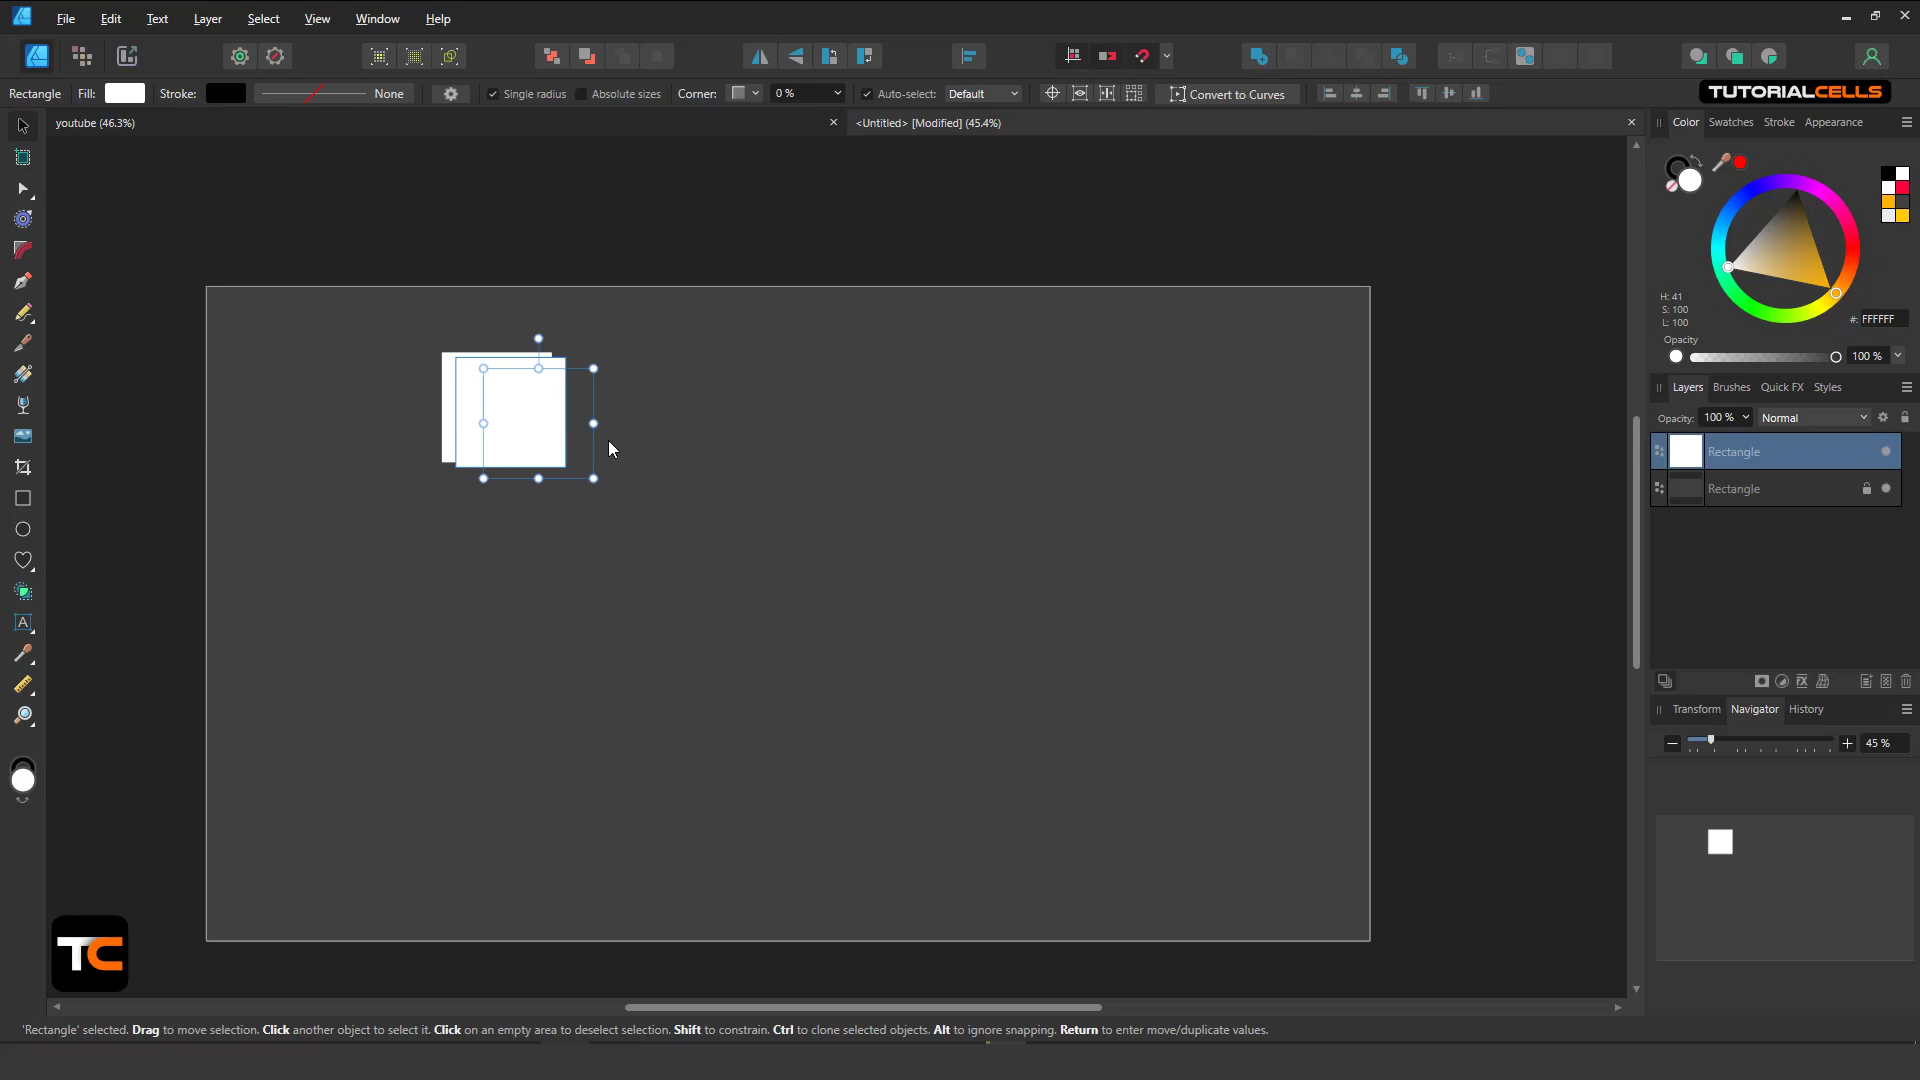 File Edit Text Layer Select View Window Help
Rectangle Fill: Stroke: None Single radius Absolute sizes Corner: 0 % Auto-select: Default Convert to Curves TUTORIALCELLS
youtube (46.3%) <Untitled> [Modified] (45.4%)
Color Swatches Stroke Appearance
H: 41
S: 100
L: 100
#: FFFFFF
Opacity
100 %
Layers Brushes Quick FX Styles
Opacity: 100 % Normal
Rectangle
Rectangle
Transform Navigator History
45 %
TC
'Rectangle' selected. Drag to move selection. Click another object to select it. Click on an empty area to deselect selection. Shift to constrain. Ctrl to clone selected objects. Alt to ignore snapping. Return to enter move/duplicate values.